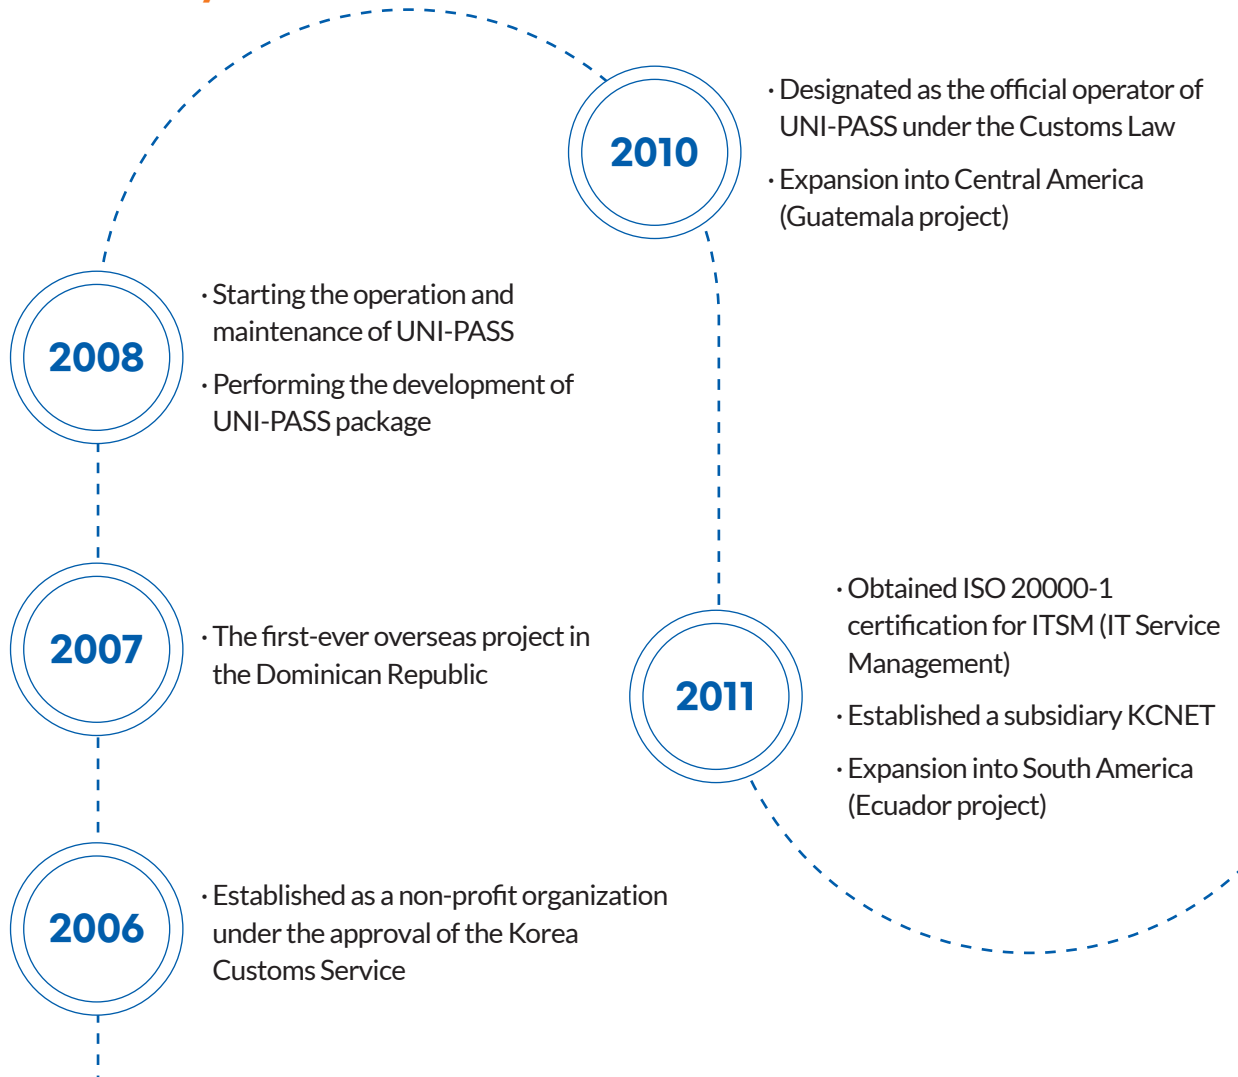 2010
· Designated as the official operator of
UNI-PASS under the Customs Law
· Expansion into Central America
(Guatemala project)
2008
· Starting the operation and
maintenance of UNI-PASS
· Performing the development of
UNI-PASS package
2007
· The first-ever overseas project in
the Dominican Republic
2011
· Obtained ISO 20000-1
certification for ITSM (IT Service
Management)
· Established a subsidiary KCNET
· Expansion into South America
(Ecuador project)
2006
· Established as a non-profit organization
under the approval of the Korea
Customs Service